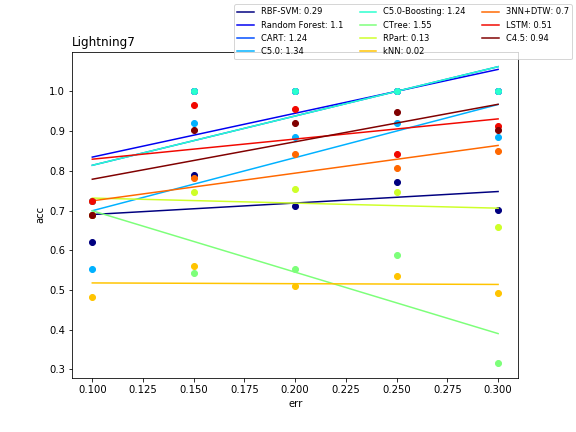 RBF-SVM: 0.29
Random Forest: 1.1
CART: 1.24
C5.0: 1.34
C5.0-Boosting: 1.24
CTree: 1.55
RPart: 0.13
kNN: 0.02
3NN+DTW: 0.7
LSTM: 0.51
C4.5: 0.94
Lightning7
1.0
0.9
0.8
0.7
0.6
0.5
0.4
0.3
acc
0.100 0.125 0.150 0.175 0.200 0.225 0.250 0.275 0.300
err